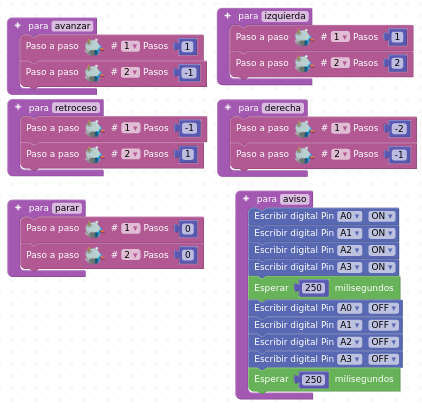 para avanzar
Paso a paso # 1 Pasos 1
Paso a paso # 2 Pasos -1
para izquierda
Paso a paso # 1 Pasos 1
Paso a paso # 2 Pasos 2
para retroceso
Paso a paso # 1 Pasos -1
Paso a paso # 2 Pasos 1
para derecha
Paso a paso # 1 Pasos -2
Paso a paso # 2 Pasos -1
para parar
Paso a paso # 1 Pasos 0
Paso a paso # 2 Pasos 0
para aviso
Escribir digital Pin A0 ON
Escribir digital Pin A1 ON
Escribir digital Pin A2 ON
Escribir digital Pin A3 ON
Esperar 250 milisegundos
Escribir digital Pin A0 OFF
Escribir digital Pin A1 OFF
Escribir digital Pin A2 OFF
Escribir digital Pin A3 OFF
Esperar 250 milisegundos